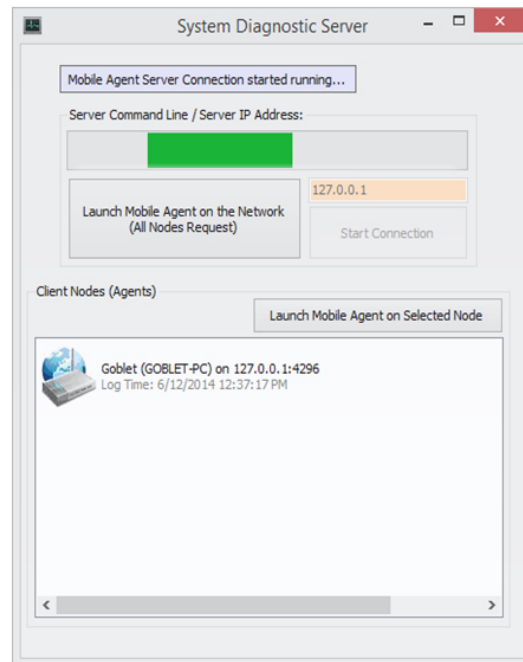 System Diagnostic Server
Mobile Agent Server Connection started running...
Server Command Line / Server IP Address:
127.0.0.1
Launch Mobile Agent on the Network
(All Nodes Request)
Start Connection
Client Nodes (Agents)
Launch Mobile Agent on Selected Node
Goblet (GOBLET-PC) on 127.0.0.1:4296
Log Time: 6/12/2014 12:37:17 PM